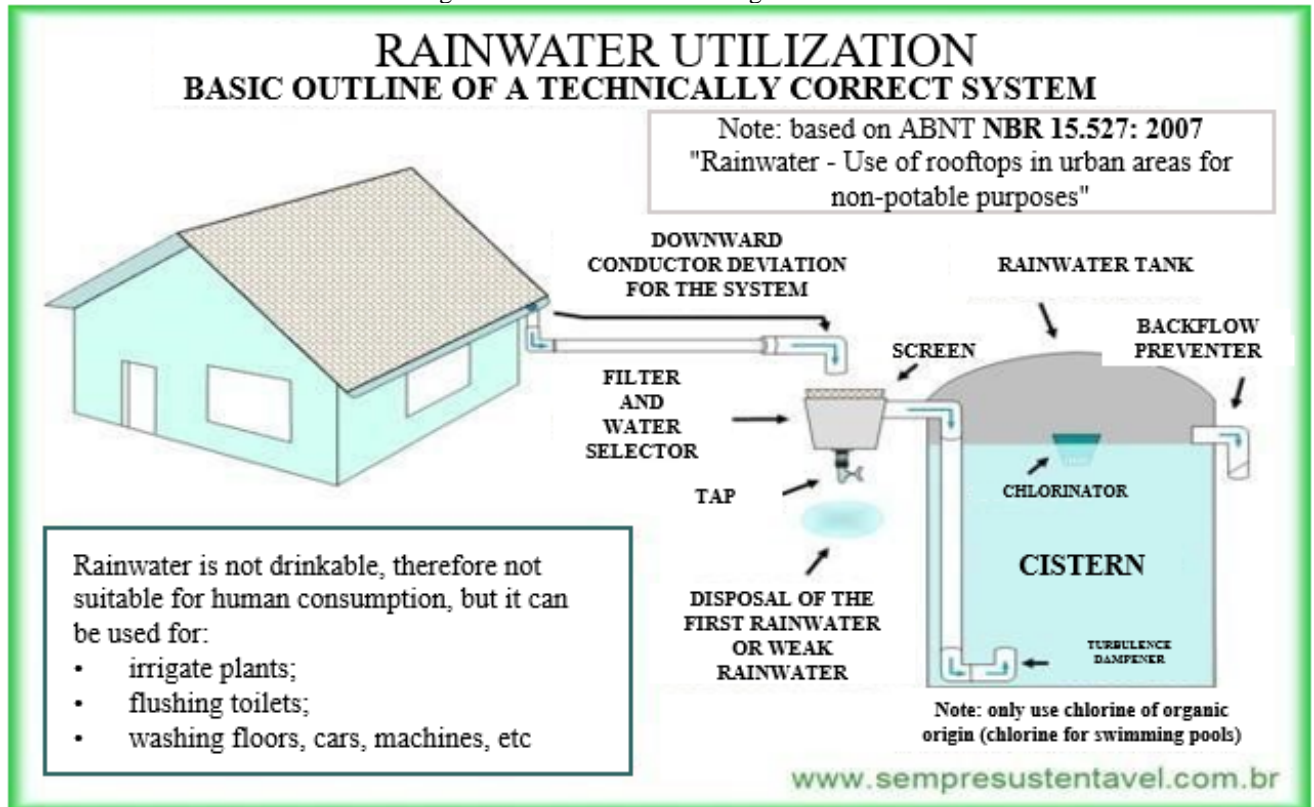 RAINWATER UTILIZATION
BASIC OUTLINE OF A TECHNICALLY CORRECT SYSTEM
Note: based on ABNT NBR 15.527: 2007
"Rainwater - Use of rooftops in urban areas for
non-potable purposes"
DOWNWARD
CONDUCTOR DEVIATION
FOR THE SYSTEM
RAINWATER TANK
BACKFLOW
PREVENTER
SCREEN
FILTER
AND
WATER
SELECTOR
TAP
CHLORINATOR
CISTERN
DISPOSAL OF THE
FIRST RAINWATER
OR WEAK
RAINWATER
TURBULENCE
DAMPENER
Rainwater is not drinkable, therefore not
suitable for human consumption, but it can
be used for:
• irrigate plants;
• flushing toilets;
• washing floors, cars, machines, etc
Note: only use chlorine of organic
origin (chlorine for swimming pools)
www.sempresustentavel.com.br